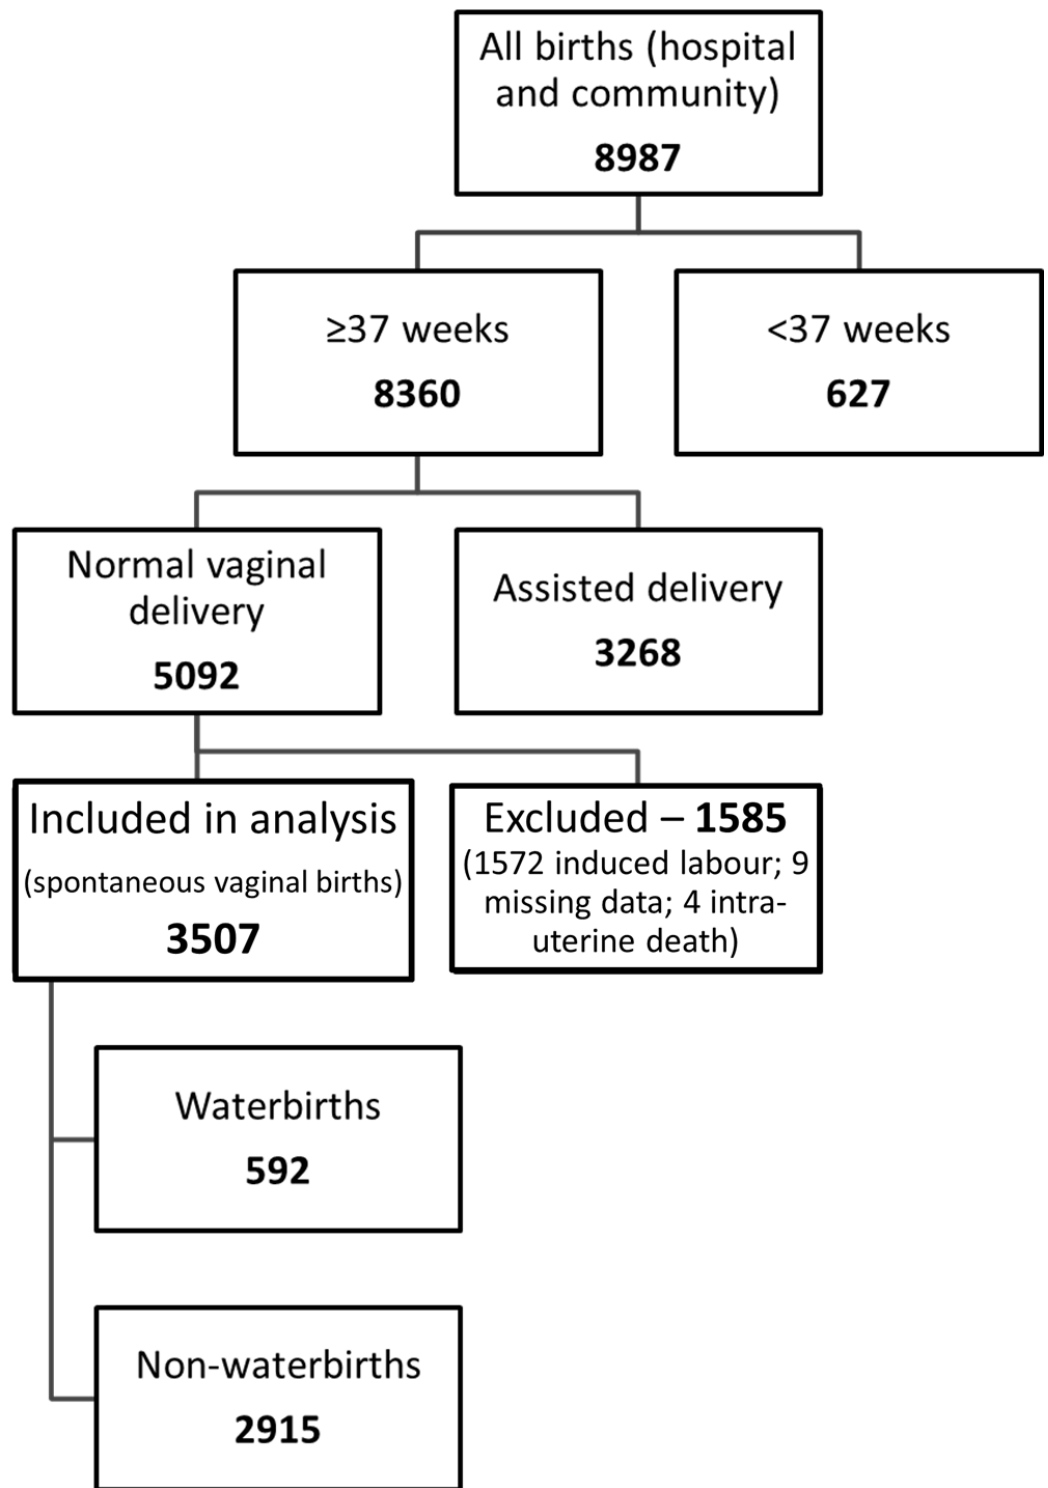 All births (hospital
and community)
8987
≥37 weeks
8360
<37 weeks
627
Normal vaginal
delivery
5092
Assisted delivery
3268
Included in analysis
(spontaneous vaginal births)
3507
Excluded – 1585
(1572 induced labour; 9
missing data; 4 intra-
uterine death)
Waterbirths
592
Non-waterbirths
2915